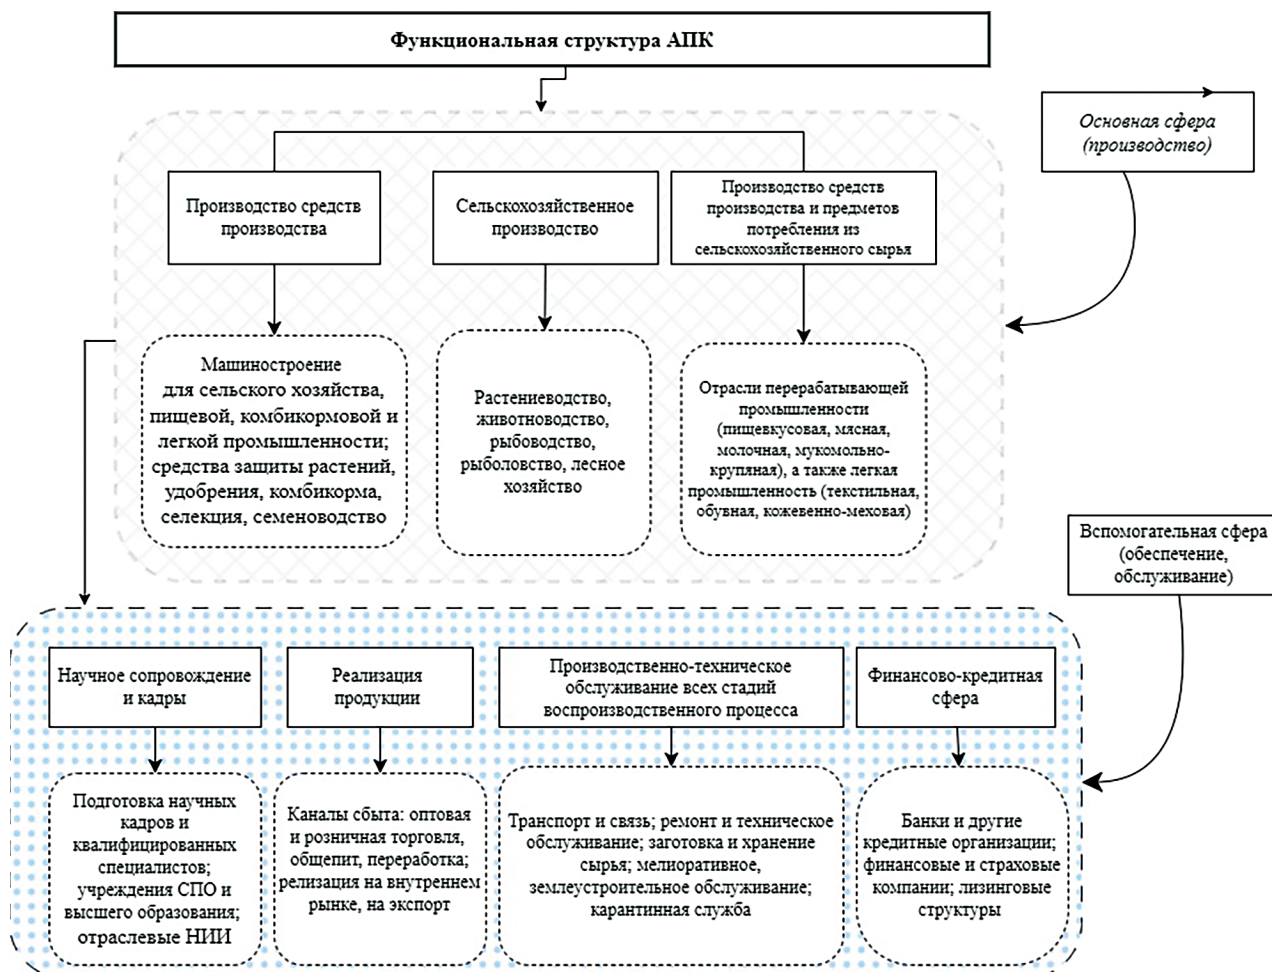 Функциональная структура АПК
Основная сфера
(производство)
Производство средств
производства
Сельскохозяйственное
производство
Производство средств
производства и предметов
потребления из
сельскохозяйственного сырья
Машиностроение
для сельского хозяйства,
пищевой, комбикормовой и
легкой промышленности;
средства защиты растений,
удобрения, комбикорма,
селекция, семеноводство
Растениеводство,
животноводство,
рыбоводство,
рыболовство, лесное
хозяйство
Отрасли перерабатывающей
промышленности
(пищевкусовая, мясная,
молочная, мукомольно-
крупяная), а также легкая
промышленность (текстильная,
обувная, кожевенно-меховая)
Вспомогательная сфера
(обеспечение,
обслуживание)
Научное сопровождение
и кадры
Реализация
продукции
Производственно-техническое
обслуживание всех стадий
воспроизводственного процесса
Финансово-кредитная
сфера
Подготовка научных
кадров и
квалифицированных
специалистов;
учреждения СПО и
высшего образования;
отраслевые НИИ
Каналы сбыта: оптовая
и розничная торговля,
общепит, переработка;
релизация на внутреннем
рынке, на экспорт
Транспорт и связь; ремонт и техническое
обслуживание; заготовка и хранение
сырья; мелиоративное,
землеустроительное обслуживание;
карантинная служба
Банки и другие
кредитные организации;
финансовые и страховые
компании; лизинговые
структуры